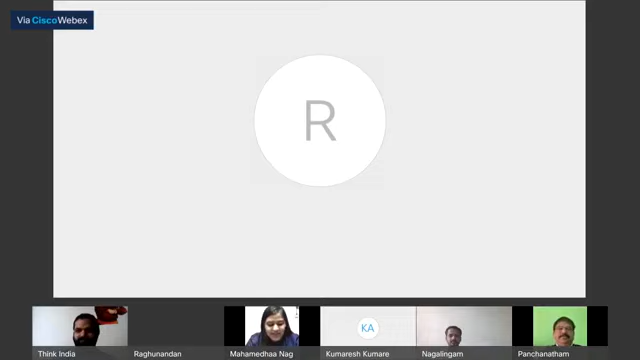 Via CiscoWebex
R
KA
Think India
Raghunandan
Mahamedhaa Nag
Kumaresh Kumare
Nagalingam
Panchanatham